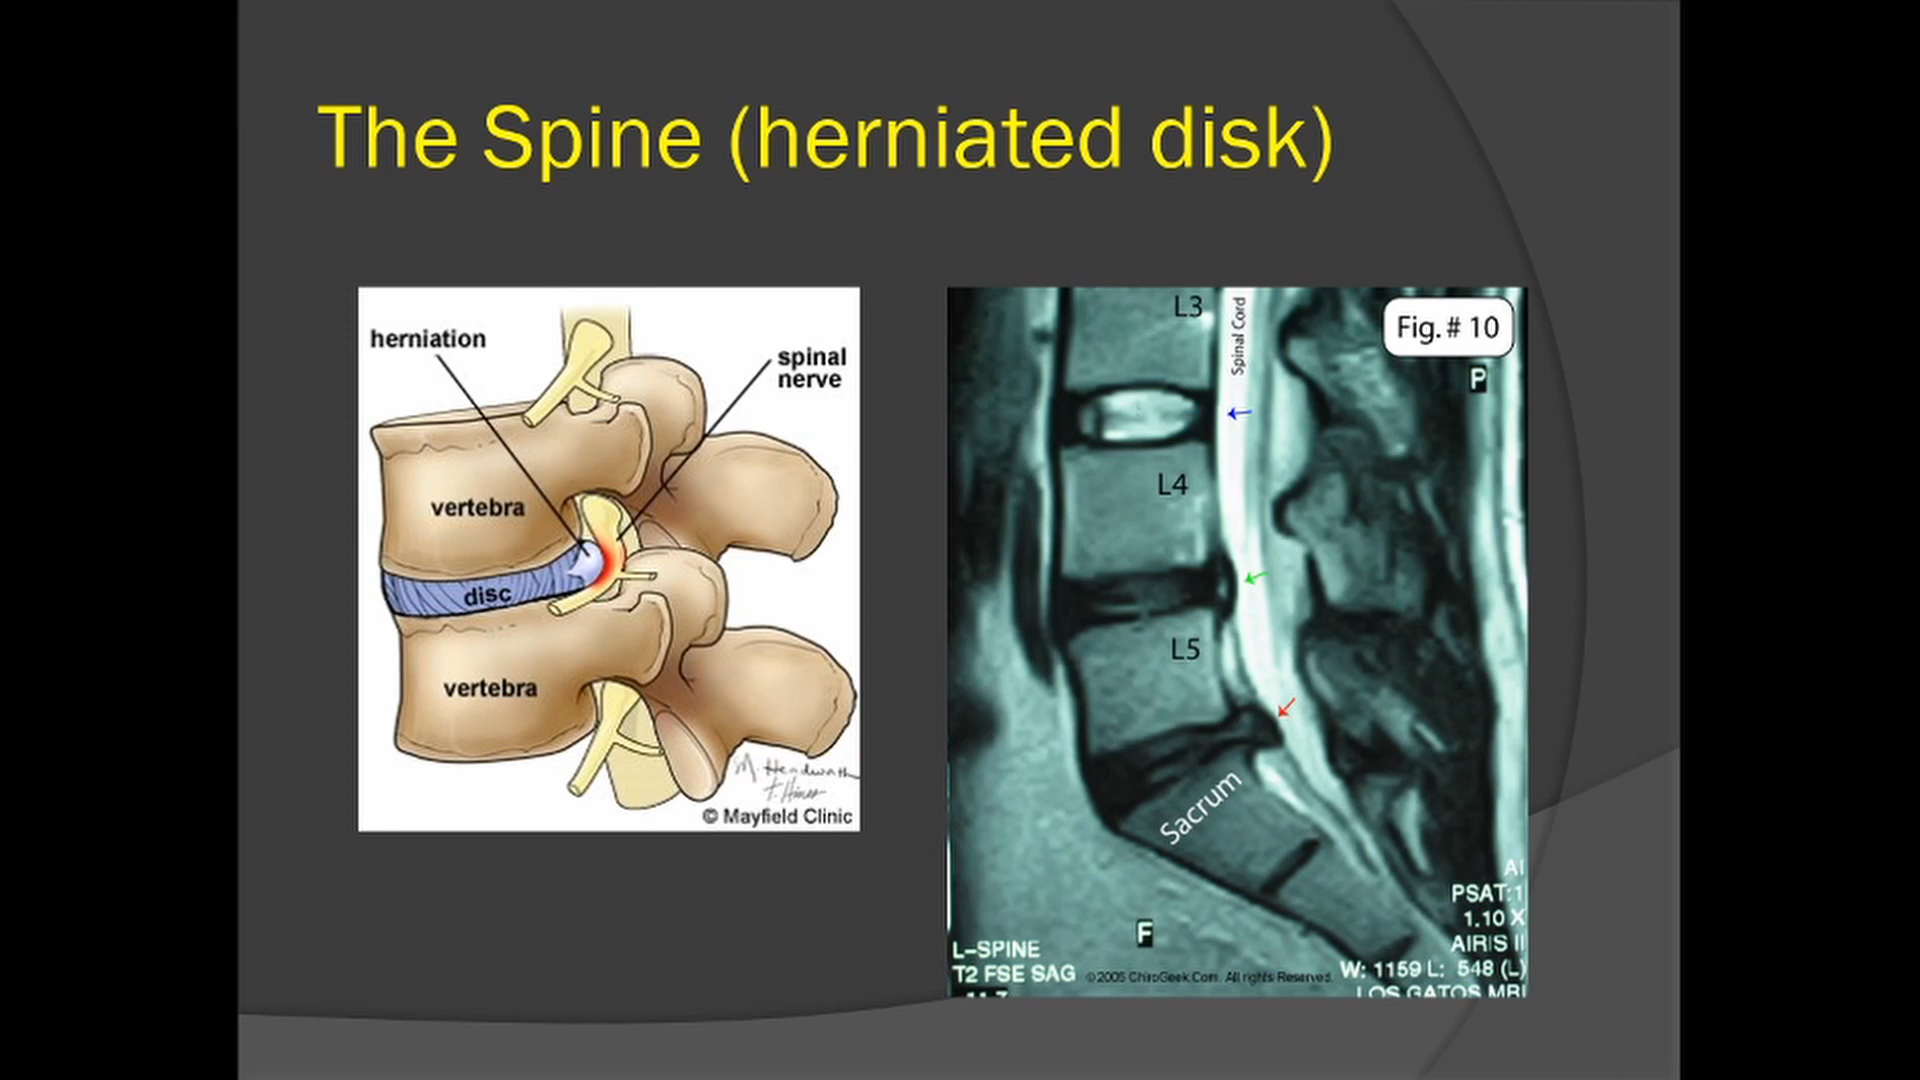 The Spine (herniated disk)
herniation
spinal
nerve
vertebra
disc
vertebra
© Mayfield Clinic
L3
Spinal Cord
Fig. # 10
P
L4
L5
Sacrum
F
AI
PSAT:1
1.10 X
AIRIS II
L-SPINE
T2 FSE SAG
©2005 ChiroGeek.Com. All rights Reserved.
W: 1159 L: 548 (L)
LOS GATOS MRI